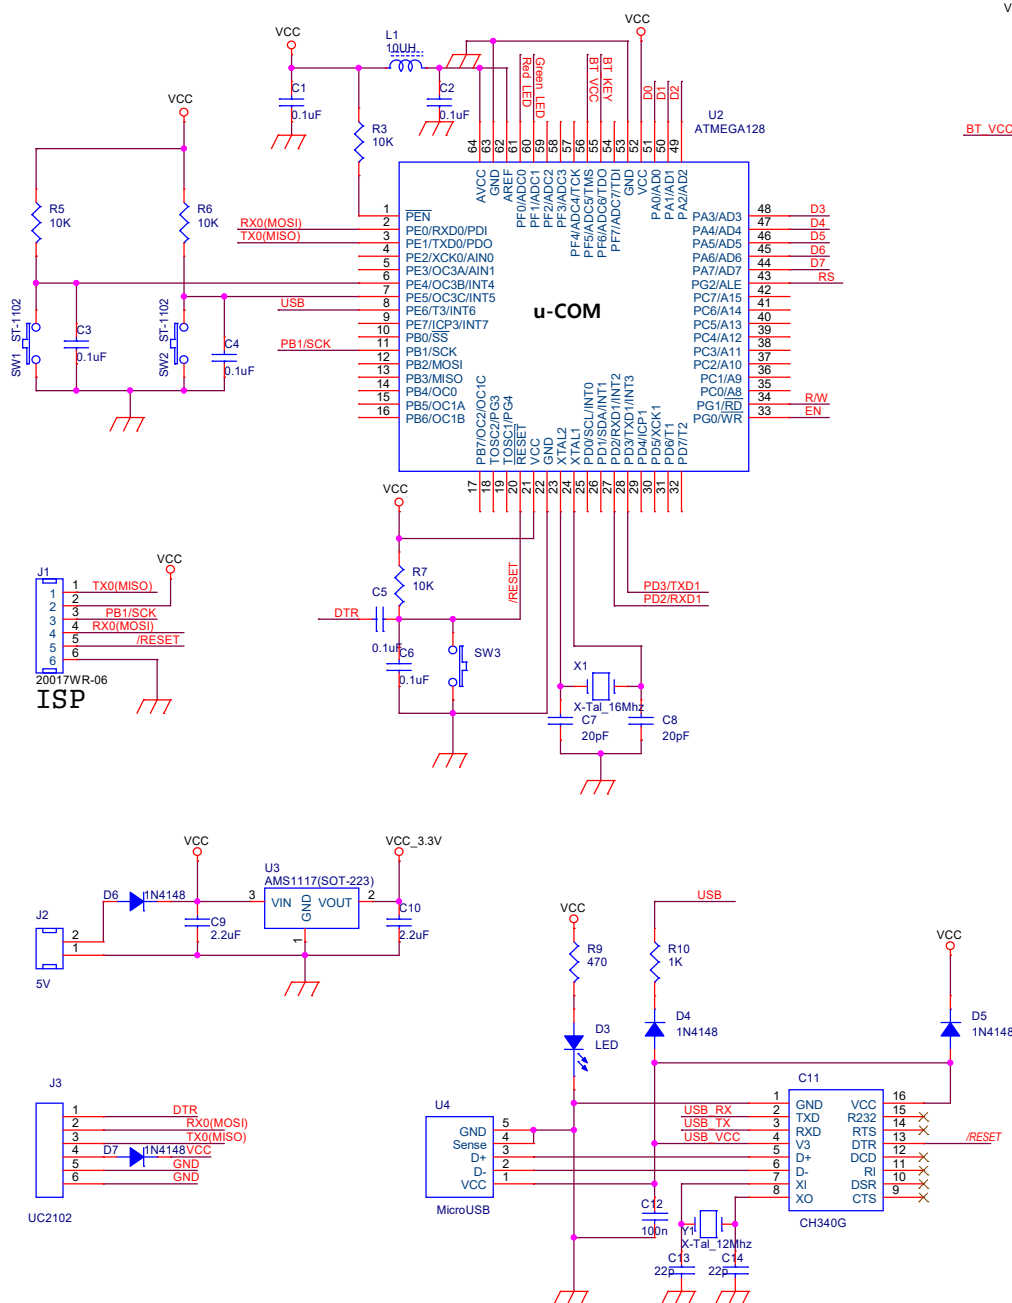 VCC
L1
10UH
VCC
V
C1
0.1uF
C2
0.1uF
Red_LED
Green_LED
BT_VCC
BT_KEY
D0
D1
D2
U2
ATMEGA128
BT_VCC
VCC
R3
10K
64
63
62
61
60
59
58
57
56
55
54
53
52
51
50
49
AVCC
GND
AREF
PF0/ADC0
PF1/ADC1
PF2/ADC2
PF3/ADC3
PF4/ADC4/TCK
PF5/ADC5/TMS
PF6/ADC6/TDO
PF7/ADC7/TDI
GND
VCC
PA0/AD0
PA1/AD1
PA2/AD2
R5
10K
R6
10K
RX0(MOSI)
TX0(MISO)
USB
PB1/SCK
1 PEN
2 PE0/RXD0/PDI
3 PE1/TXD0/PDO
4 PE2/XCK0/AIN0
5 PE3/OC3A/AIN1
6 PE4/OC3B/INT4
7 PE5/OC3C/INT5
8 PE6/T3/INT6
9 PE7/ICP3/INT7
10 PB0/SS
11 PB1/SCK
12 PB2/MOSI
13 PB3/MISO
14 PB4/OC0
15 PB5/OC1A
16 PB6/OC1B
u-COM
PA3/AD3 48 D3
PA4/AD4 47 D4
PA5/AD5 46 D5
PA6/AD6 45 D6
PA7/AD7 44 D7
PG2/ALE 43 RS
PC7/A15 42
PC6/A14 41
PC5/A13 40
PC4/A12 39
PC3/A11 38
PC2/A10 37
PC1/A9 36
PC0/A8 35
PG1/RD 34 R/W
PG0/WR 33 EN
SW1
ST-1102
C3
0.1uF
SW2
ST-1102
C4
0.1uF
PB7/OC2/OC1C
TOSC2/PG3
TOSC1/PG4
RESET
VCC
GND
XTAL2
XTAL1
PD0/SCL/INT0
PD1/SDA/INT1
PD2/RXD1/INT2
PD3/TXD1/INT3
PD4/ICP1
PD5/XCK1
PD6/T1
PD7/T2
17
18
19
20
21
22
23
24
25
26
27
28
29
30
31
32
VCC
R7
10K
/RESET
C5
0.1uF
DTR
C6
0.1uF
SW3
PD3/TXD1
PD2/RXD1
X1
X-Tal_16Mhz
C7
20pF
C8
20pF
J1
VCC
1 1 TX0(MISO)
2 2
3 3 PB1/SCK
4 4 RX0(MOSI)
5 5 /RESET
6 6
20017WR-06
ISP
VCC
VCC_3.3V
U3
AMS1117(SOT-223)
D6
1N4148
3 VIN
GND
VOUT 2
1
C9
2.2uF
C10
2.2uF
J2
2
1
5V
VCC
R9
470
D3
LED
USB
R10
1K
D4
1N4148
VCC
D5
1N4148
J3
1 DTR
2 RX0(MOSI)
3 TX0(MISO)
4 D7 1N4148 VCC
5 GND
6 GND
UC2102
U4
GND 5
Sense 4
D+ 3
D- 2
VCC 1
MicroUSB
USB_RX
USB_TX
USB_VCC
C11
1 GND
2 TXD
3 RXD
4 V3
5 D+
6 D-
7 XI
8 XO
VCC 16
R232 15
RTS 14
DTR 13 /RESET
DCD 12
RI 11
DSR 10
CTS 9
CH340G
C12
100n
Y1
X-Tal_12Mhz
C13
22p
C14
22p